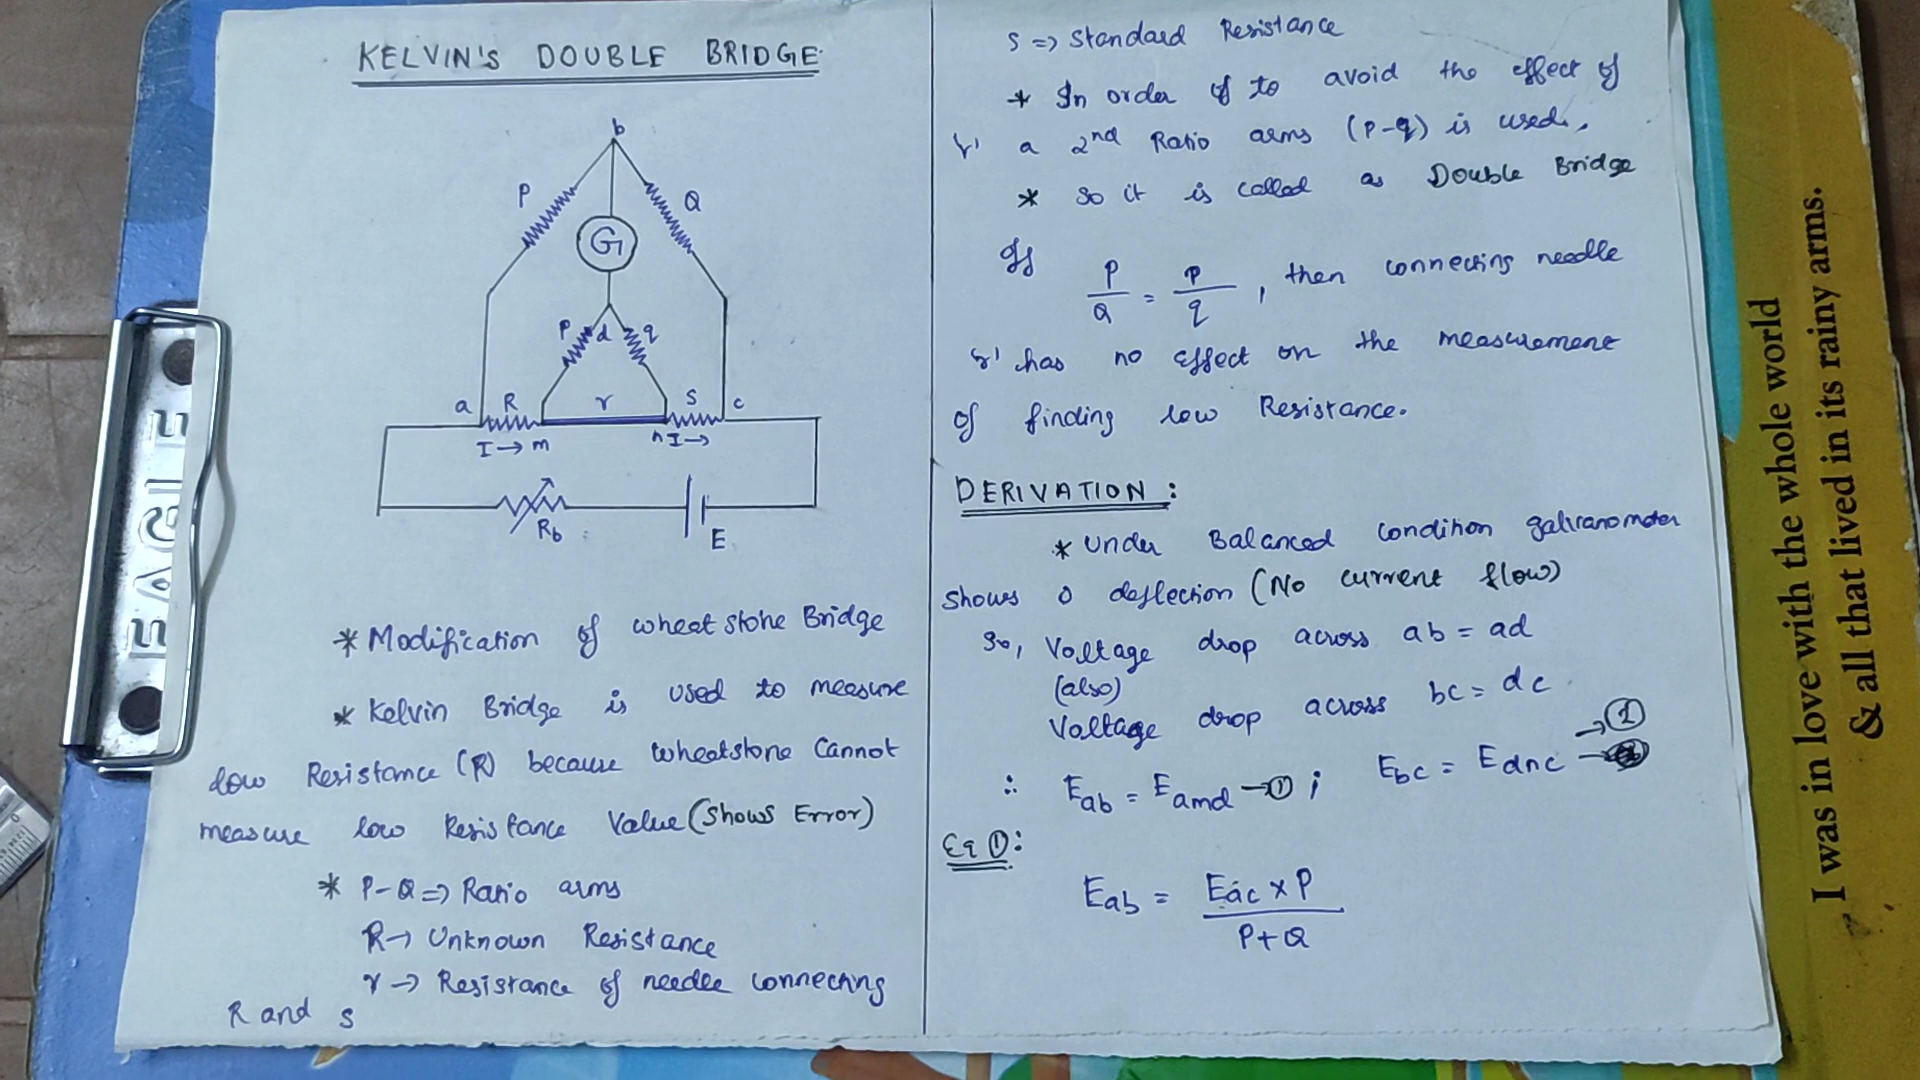 KELVIN'S DOUBLE BRIDGE
b
P
Q
G
P d q
a R r S c
I → m n I →
Rb E
* Modification of wheatstone Bridge
* Kelvin Bridge is used to measure
low Resistance (R) because wheatstone Cannot
measure low Resistance Value (Shows Error)
* P-Q => Ratio arms
R → Unknown Resistance
r → Resistance of needle connecting
R and S
S => Standard Resistance
* In order to avoid the effect of
'r' a 2nd Ratio arms (P-q) is used.
* So it is called as Double Bridge
If P/Q = P/q , then connecting needle
'r' has no effect on the measurement
of finding low Resistance.
DERIVATION :
* Under Balanced condition galvanometer
shows 0 deflection (No current flow)
So, Voltage drop across ab = ad
(also)
Voltage drop across bc = dc
→ ②
∴ Eab = Eamd → ① ; Ebc = Ednc →
Eq ①:
Eab = Eac x P
P+Q
EAGLE
I was in love with the whole world
& all that lived in its rainy arms.